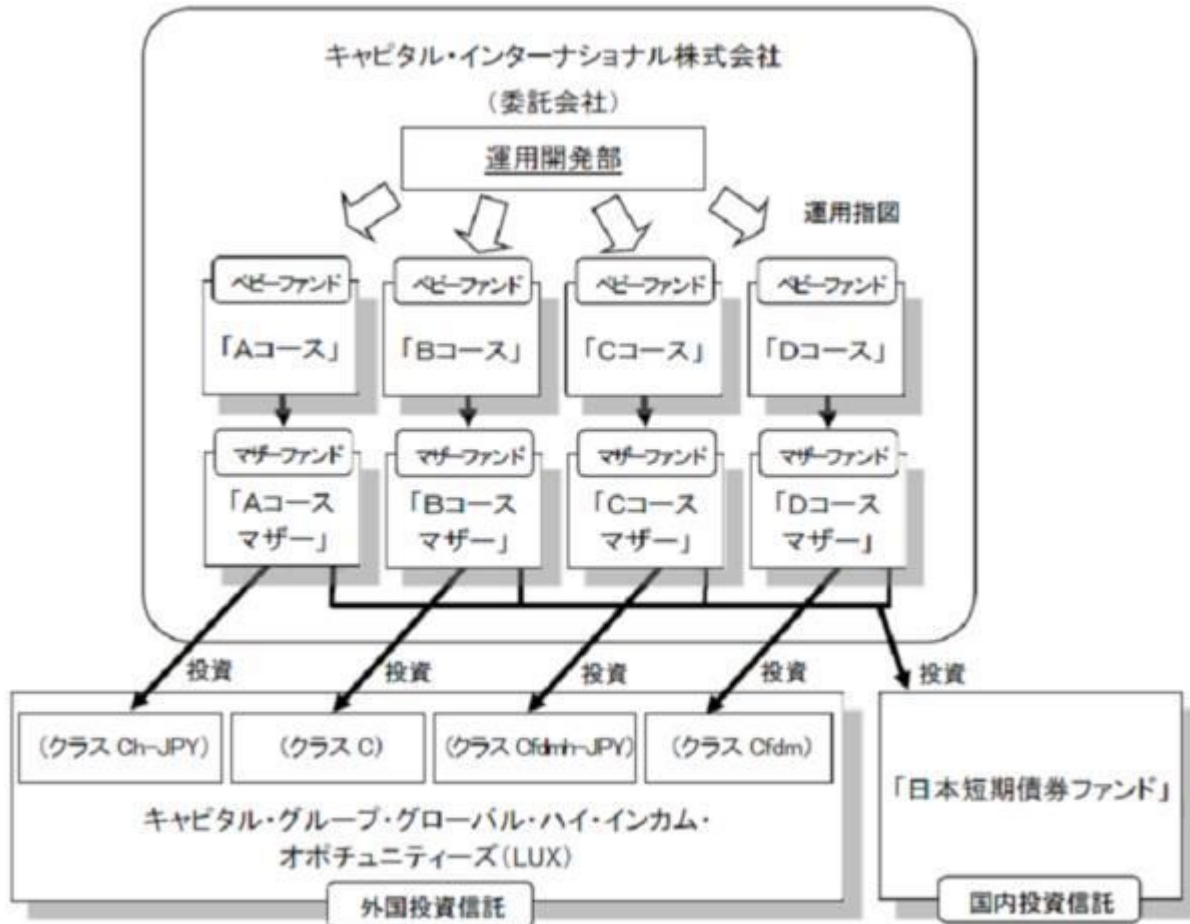 キャピタル・インターナショナル株式会社
（委託会社）
運用開発部
運用指図
ベビーファンド
ベビーファンド
ベビーファンド
ベビーファンド
「Aコース」
「Bコース」
「Cコース」
「Dコース」
マザーファンド
マザーファンド
マザーファンド
マザーファンド
「Aコース
マザー」
「Bコース
マザー」
「Cコース
マザー」
「Dコース
マザー」
投資
投資
投資
投資
投資
（クラス Ch-JPY）
（クラス C）
（クラス Cfdmh-JPY）
（クラス Cfdm）
キャピタル・グループ・グローバル・ハイ・インカム・
オポチュニティーズ（LUX）
外国投資信託
「日本短期債券ファンド」
国内投資信託